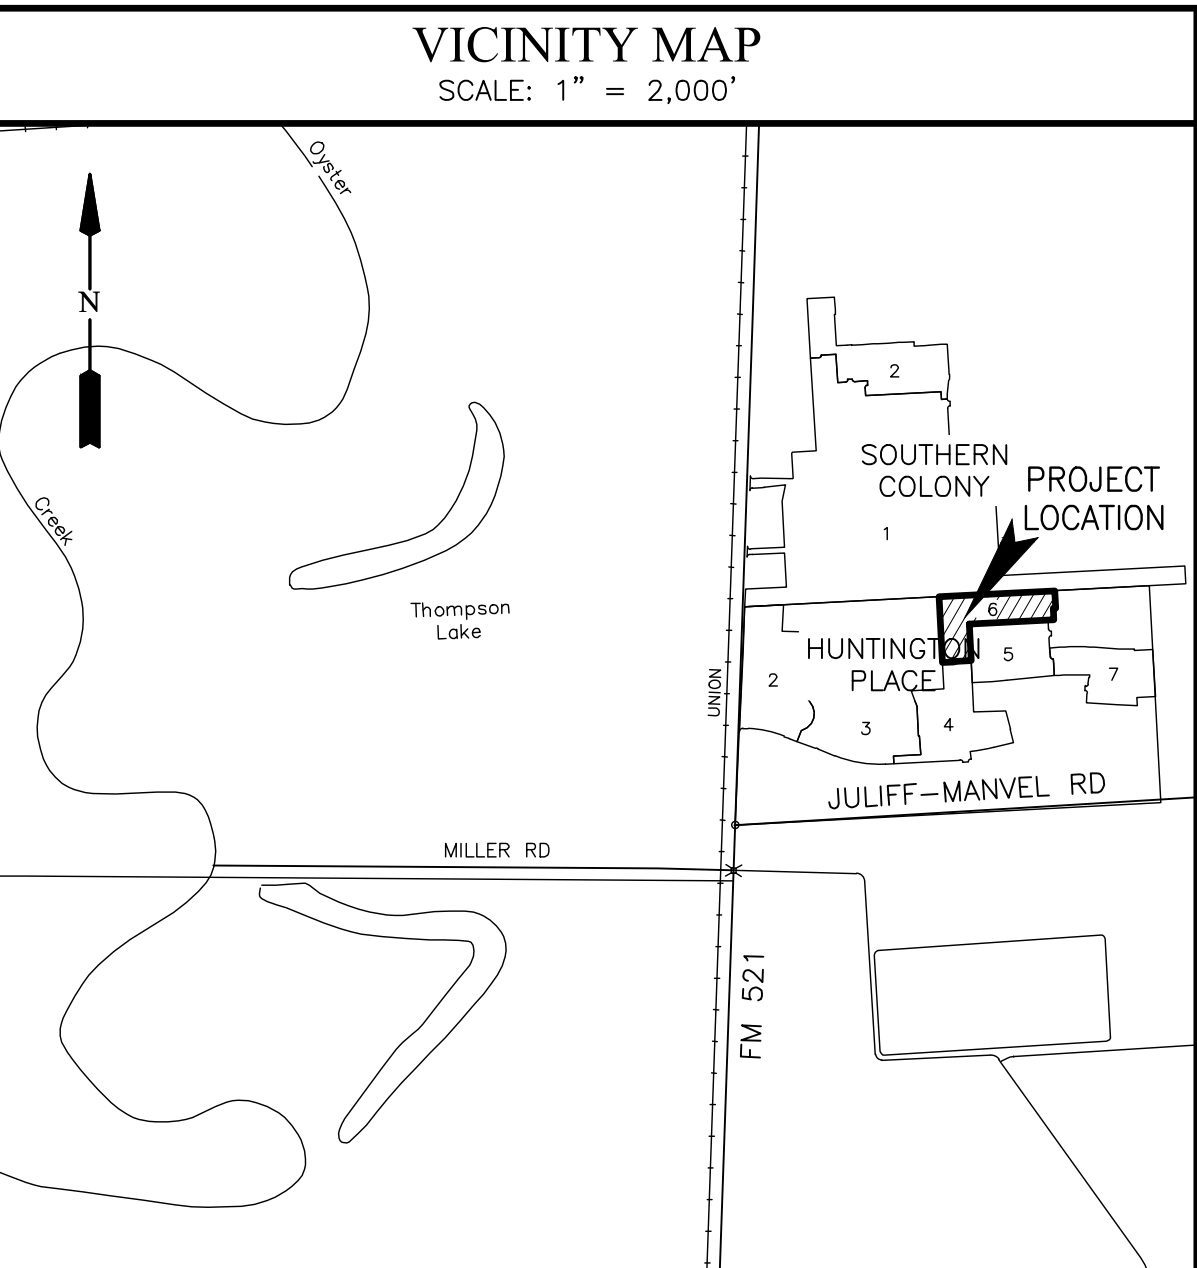 VICINITY MAP
SCALE: 1" = 2,000'
Oyster
N
2
SOUTHERN
COLONY
PROJECT
LOCATION
Creek
1
Thompson
Lake
6
HUNTINGTON
PLACE
5
2
7
UNION
3
4
JULIFF-MANVEL RD
MILLER RD
FM 521